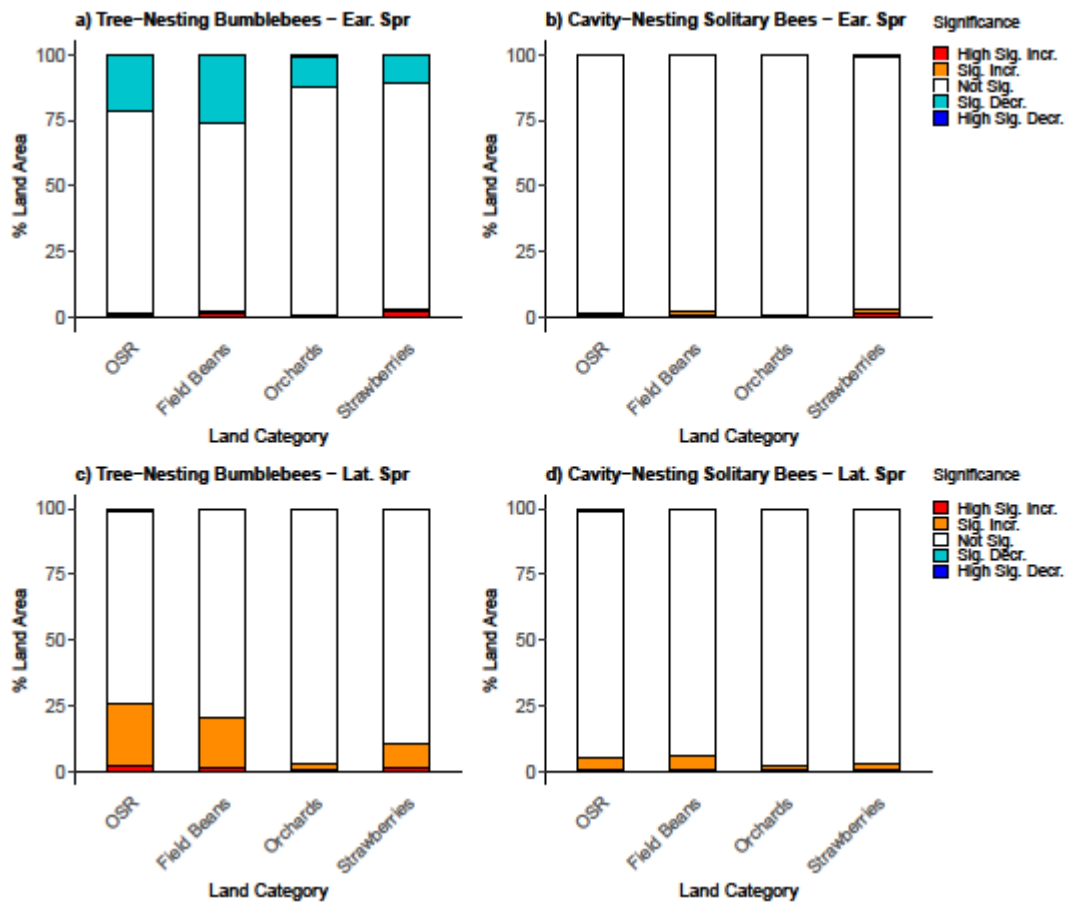 a) Tree-Nesting Bumblebees - Ear. Spr
% Land Area
100
75
50
25
0
OSR
Field Beans
Orchards
Strawberries
Land Category
b) Cavity-Nesting Solitary Bees - Ear. Spr
% Land Area
100
75
50
25
0
OSR
Field Beans
Orchards
Strawberries
Land Category
Significance
High Sig. Incr.
Sig. Incr.
Not Sig.
Sig. Decr.
High Sig. Decr.
c) Tree-Nesting Bumblebees - Lat. Spr
% Land Area
100
75
50
25
0
OSR
Field Beans
Orchards
Strawberries
Land Category
d) Cavity-Nesting Solitary Bees - Lat. Spr
% Land Area
100
75
50
25
0
OSR
Field Beans
Orchards
Strawberries
Land Category
Significance
High Sig. Incr.
Sig. Incr.
Not Sig.
Sig. Decr.
High Sig. Decr.